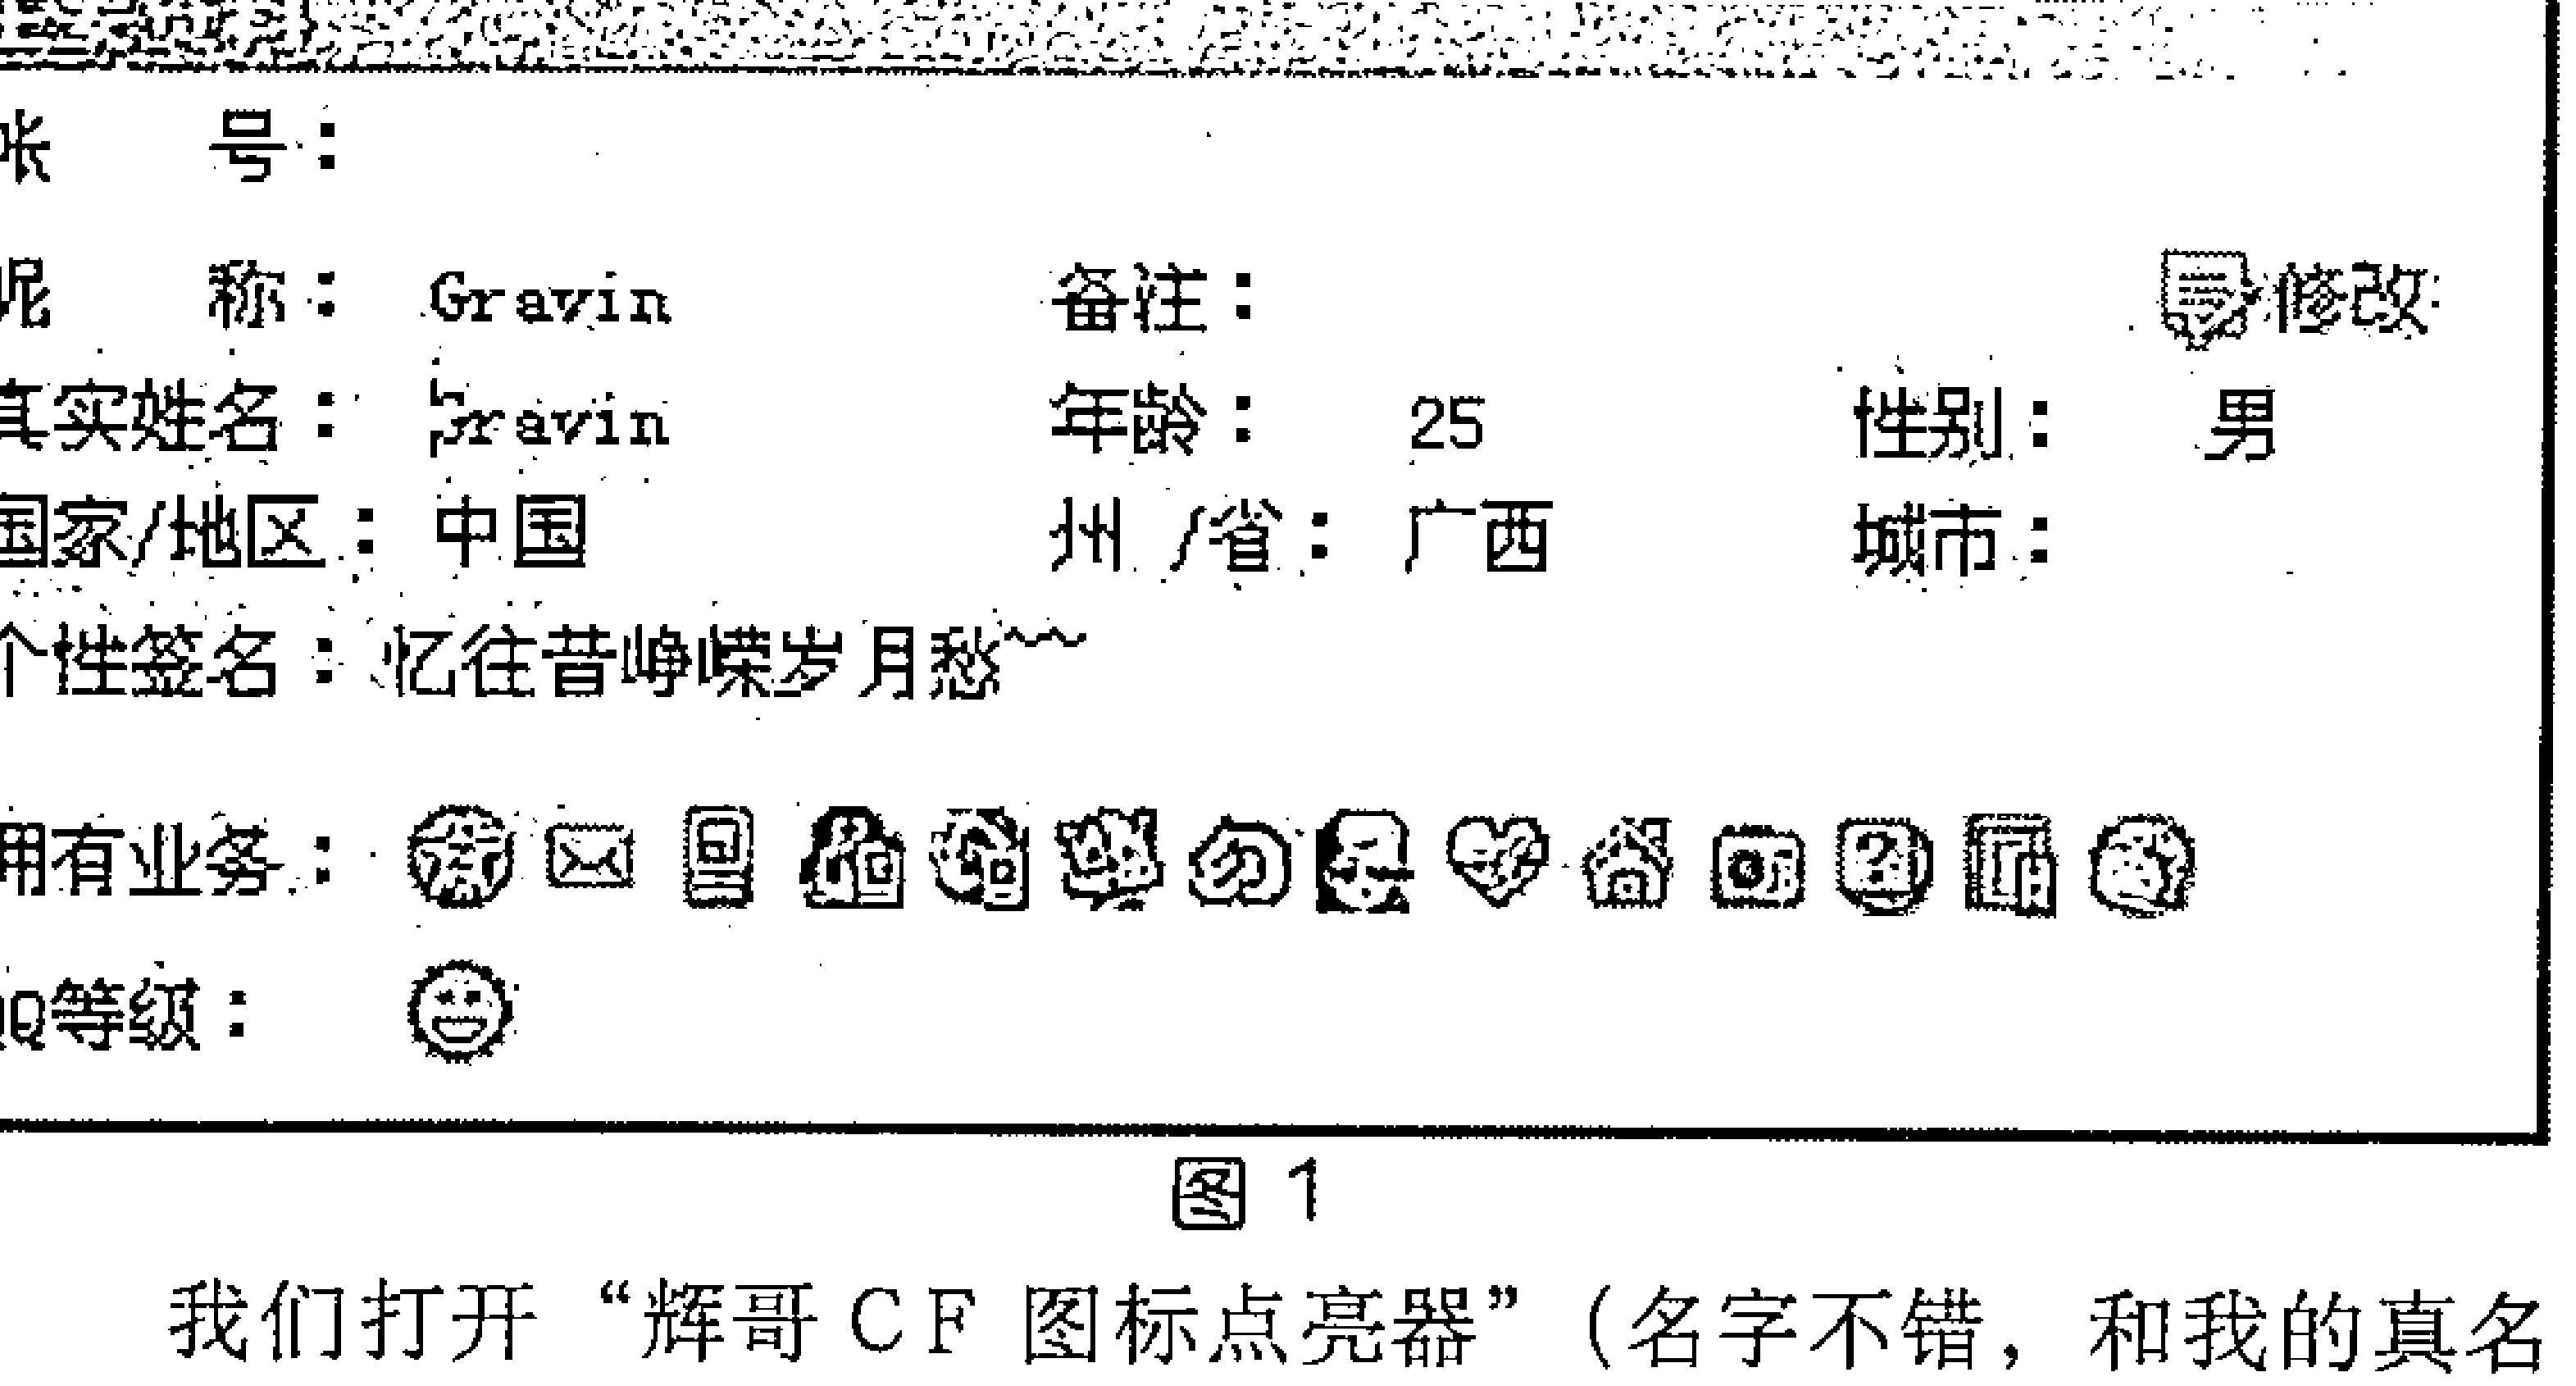 帐 号：
昵 称： Gravin 备注： 修改
真实姓名： Gravin 年龄： 25 性别： 男
国家/地区： 中国 州 /省： 广西 城市：
个性签名：忆往昔峥嵘岁月愁~~
拥有业务：
QQ等级：
图 1
我们打开“辉哥 CF 图标点亮器”（名字不错，和我的真名